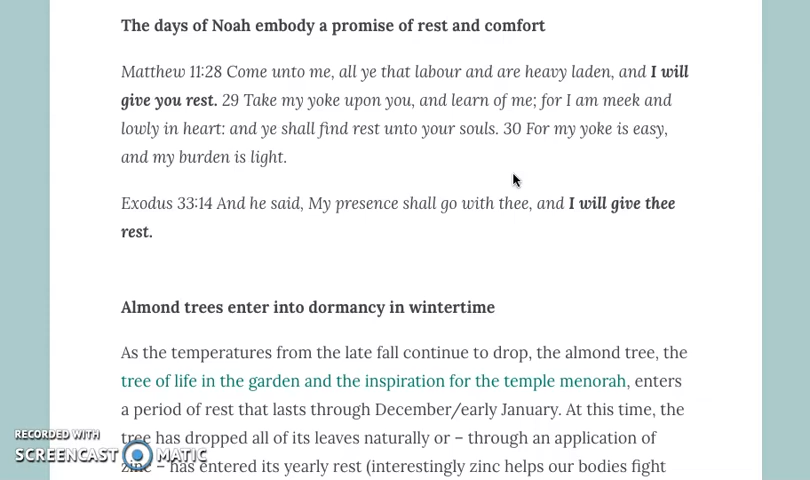 The days of Noah embody a promise of rest and comfort
Matthew 11:28 Come unto me, all ye that labour and are heavy laden, and I will
give you rest. 29 Take my yoke upon you, and learn of me; for I am meek and
lowly in heart: and ye shall find rest unto your souls. 30 For my yoke is easy,
and my burden is light.
Exodus 33:14 And he said, My presence shall go with thee, and I will give thee
rest.
Almond trees enter into dormancy in wintertime
As the temperatures from the late fall continue to drop, the almond tree, the
tree of life in the garden and the inspiration for the temple menorah, enters
a period of rest that lasts through December/early January. At this time, the
tree has dropped all of its leaves naturally or – through an application of
zinc – has entered its yearly rest (interestingly zinc helps our bodies fight
RECORDED WITH
SCREENCAST MATIC